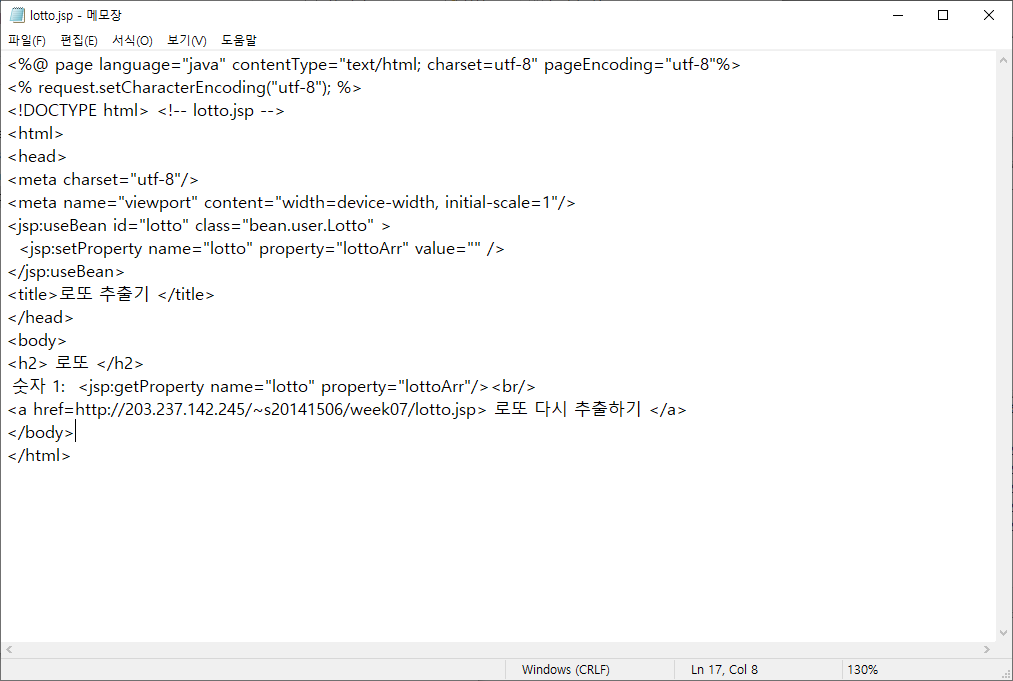 lotto.jsp - 메모장
파일(F) 편집(E) 서식(O) 보기(V) 도움말
<%@ page language="java" contentType="text/html; charset=utf-8" pageEncoding="utf-8"%>
<% request.setCharacterEncoding("utf-8"); %>
<!DOCTYPE html> <!-- lotto.jsp -->
<html>
<head>
<meta charset="utf-8"/>
<meta name="viewport" content="width=device-width, initial-scale=1"/>
<jsp:useBean id="lotto" class="bean.user.Lotto" >
  <jsp:setProperty name="lotto" property="lottoArr" value="" />
</jsp:useBean>
<title>로또 추출기 </title>
</head>
<body>
<h2> 로또 </h2>
 숫자 1:  <jsp:getProperty name="lotto" property="lottoArr"/><br/>
<a href=http://203.237.142.245/~s20141506/week07/lotto.jsp> 로또 다시 추출하기 </a>
</body>
</html>
Windows (CRLF) Ln 17, Col 8 130%